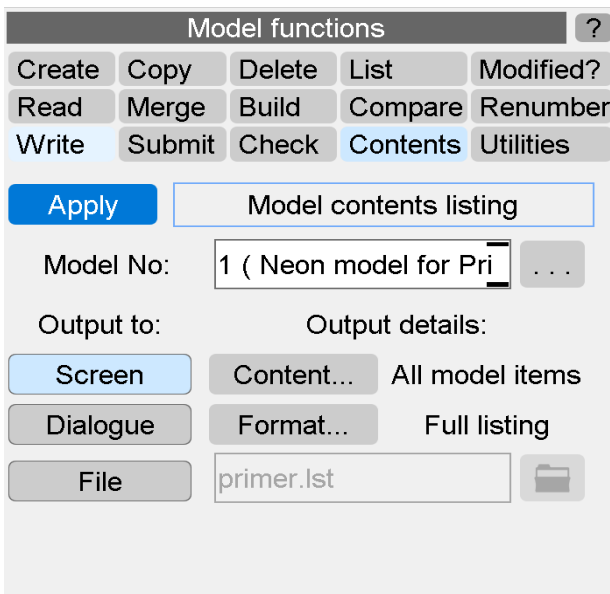 Model functions ?
Create Copy Delete List Modified?
Read Merge Build Compare Renumber
Write Submit Check Contents Utilities
Apply Model contents listing
Model No: 1 ( Neon model for Pri ...
Output to: Output details:
Screen Content... All model items
Dialogue Format... Full listing
File primer.lst